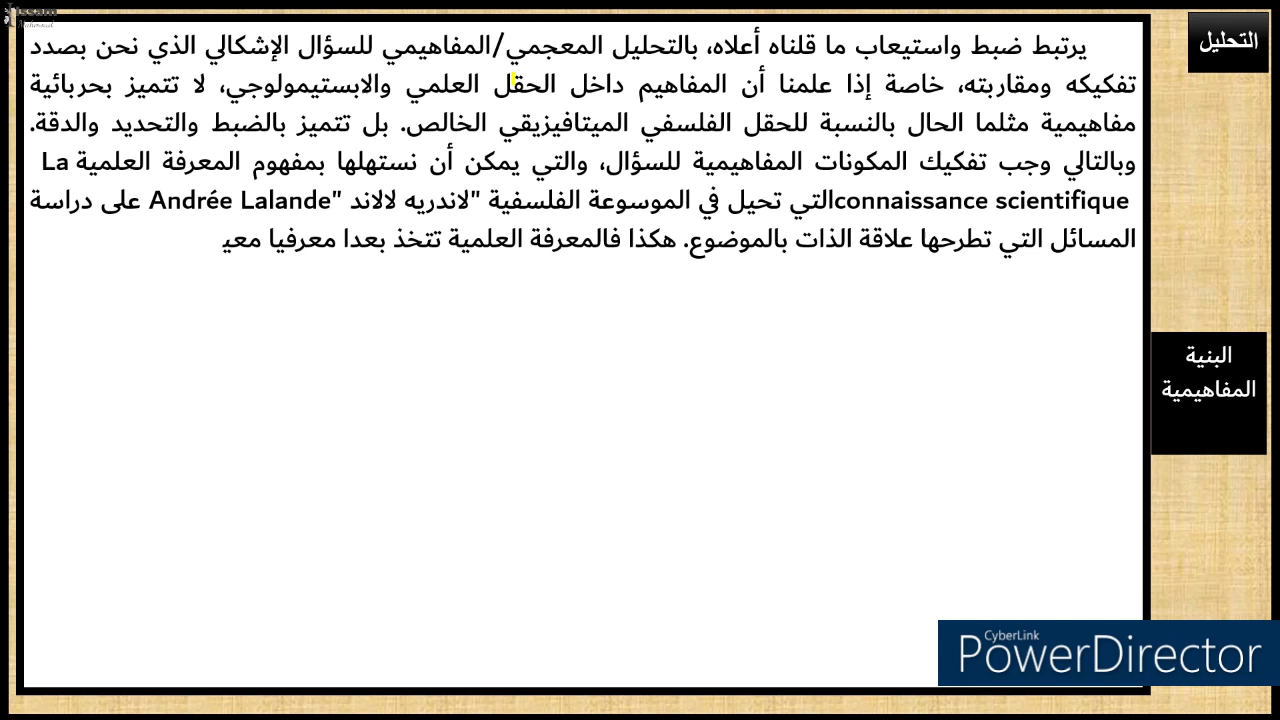 التحليل
يرتبط ضبط واستيعاب ما قلناه أعلاه، بالتحليل المعجمي/المفاهيمي للسؤال الإشكالي الذي نحن بصدد
تفكيكه ومقاربته، خاصة إذا علمنا أن المفاهيم داخل الحقل العلمي والابستيمولوجي، لا تتميز بحربائية
مفاهيمية مثلما الحال بالنسبة للحقل الفلسفي الميتافيزيقي الخالص. بل تتميز بالضبط والتحديد والدقة.
وبالتالي وجب تفكيك المكونات المفاهيمية للسؤال، والتي يمكن أن نستهلها بمفهوم المعرفة العلمية La
connaissance scientifiqueالتي تحيل في الموسوعة الفلسفية "لاندريه لالاند "Andrée Lalande على دراسة
المسائل التي تطرحها علاقة الذات بالموضوع. هكذا فالمعرفة العلمية تتخذ بعدا معرفيا معي
البنية
المفاهيمية
CyberLink
PowerDirector